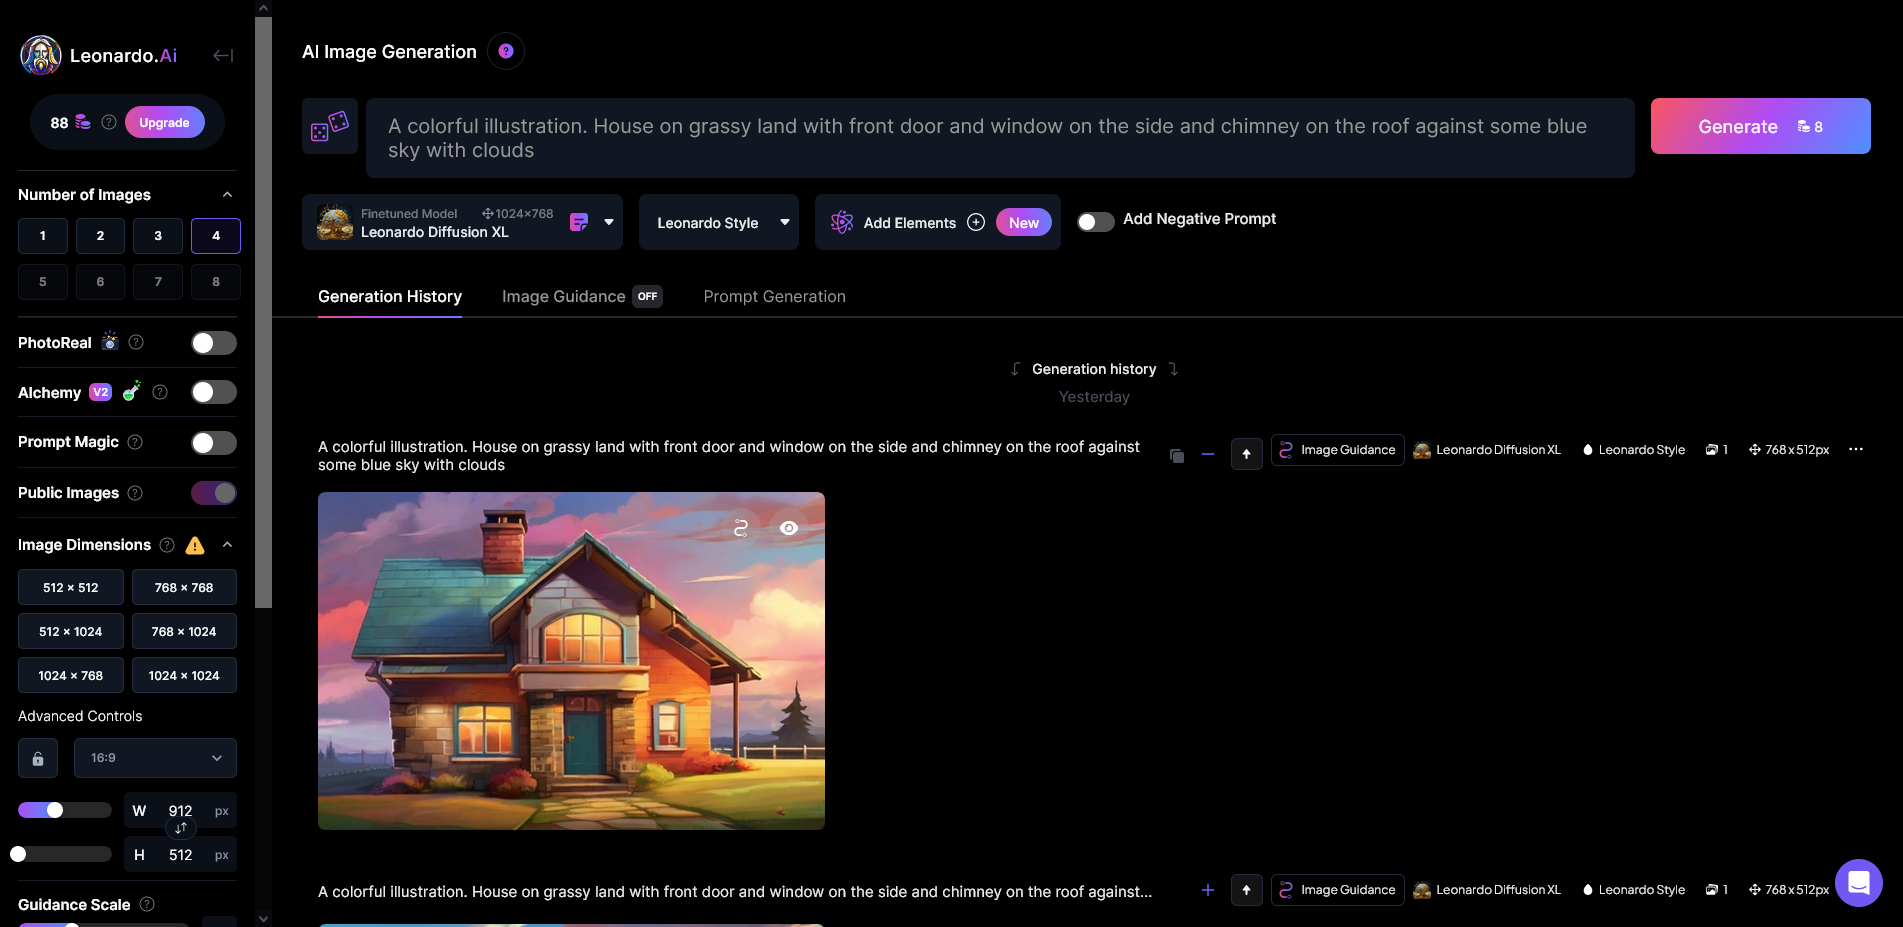 Leonardo.Ai
88
Upgrade
Number of Images
1 2 3 4
5 6 7 8
PhotoReal
Alchemy V2
Prompt Magic
Public Images
Image Dimensions
512 × 512 768 × 768
512 × 1024 768 × 1024
1024 × 768 1024 × 1024
Advanced Controls
16:9
W 912 px
H 512 px
Guidance Scale
AI Image Generation
A colorful illustration. House on grassy land with front door and window on the side and chimney on the roof against some blue
sky with clouds
Generate 8
Finetuned Model 1024×768
Leonardo Diffusion XL
Leonardo Style
Add Elements New
Add Negative Prompt
Generation History Image Guidance OFF Prompt Generation
Generation history
Yesterday
A colorful illustration. House on grassy land with front door and window on the side and chimney on the roof against
some blue sky with clouds
Image Guidance Leonardo Diffusion XL Leonardo Style 1 768x512px
A colorful illustration. House on grassy land with front door and window on the side and chimney on the roof against...
Image Guidance Leonardo Diffusion XL Leonardo Style 1 768x512px